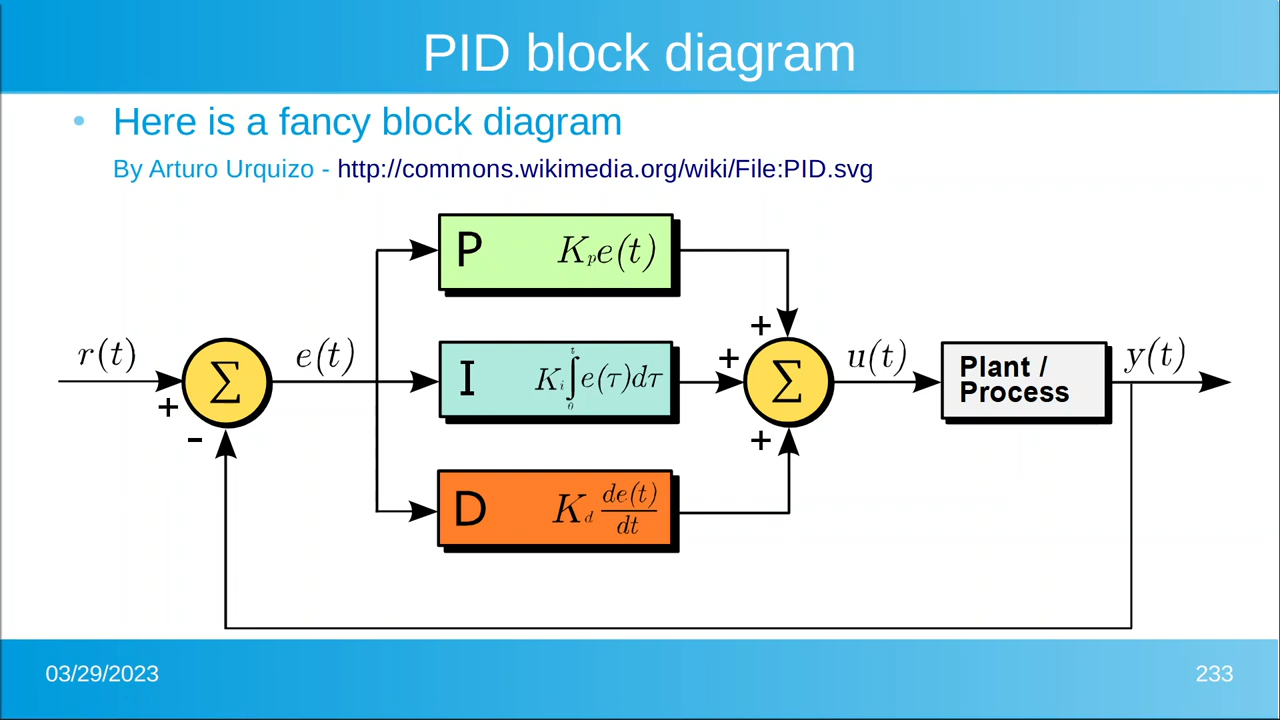 PID block diagram
• Here is a fancy block diagram
By Arturo Urquizo - http://commons.wikimedia.org/wiki/File:PID.svg
P K_p e(t)
+
r(t) Σ e(t) I K_i ∫_0^t e(τ)dτ + Σ u(t) Plant / Process y(t)
+
-
+
D K_d de(t)/dt
03/29/2023 233